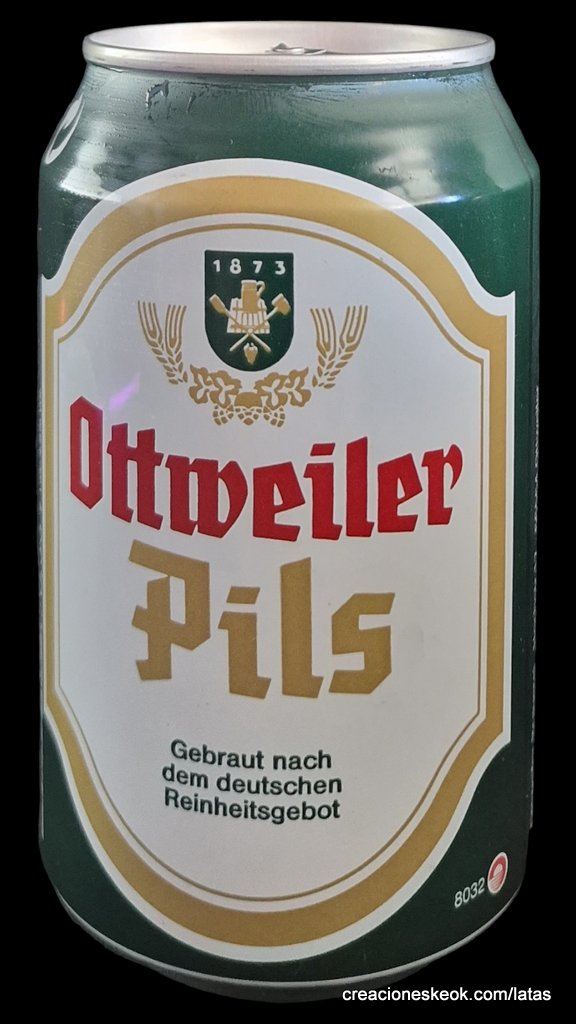 1873
Ottweiler
Pils
Gebraut nach
dem deutschen
Reinheitsgebot
8032
creacioneskeok.com/latas